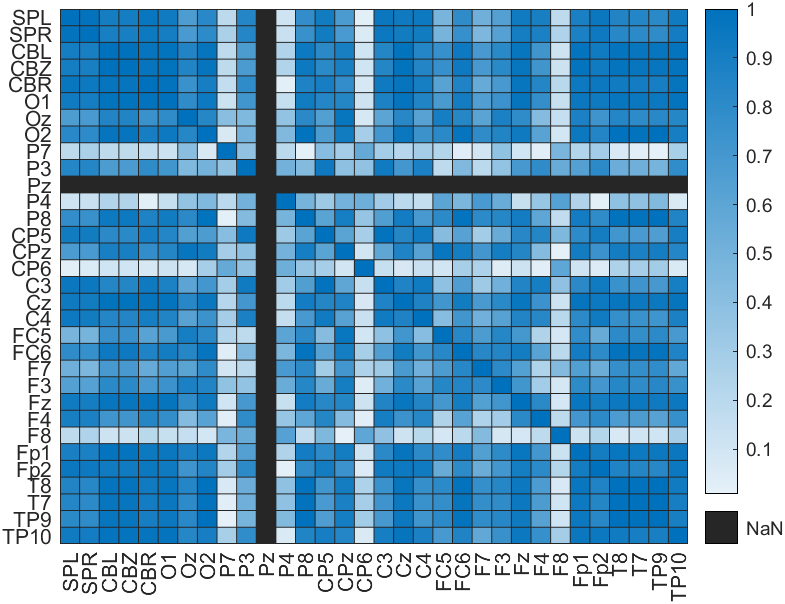 SPL
SPR
CBL
CBZ
CBR
O1
Oz
O2
P7
P3
Pz
P4
P8
CP5
CPz
CP6
C3
Cz
C4
FC5
FC6
F7
F3
Fz
F4
F8
Fp1
Fp2
T8
T7
TP9
TP10
SPL SPR CBL CBZ CBR O1 Oz O2 P7 P3 Pz P4 P8 CP5 CPz CP6 C3 Cz C4 FC5 FC6 F7 F3 Fz F4 F8 Fp1 Fp2 T8 T7 TP9 TP10
1
0.9
0.8
0.7
0.6
0.5
0.4
0.3
0.2
0.1
NaN